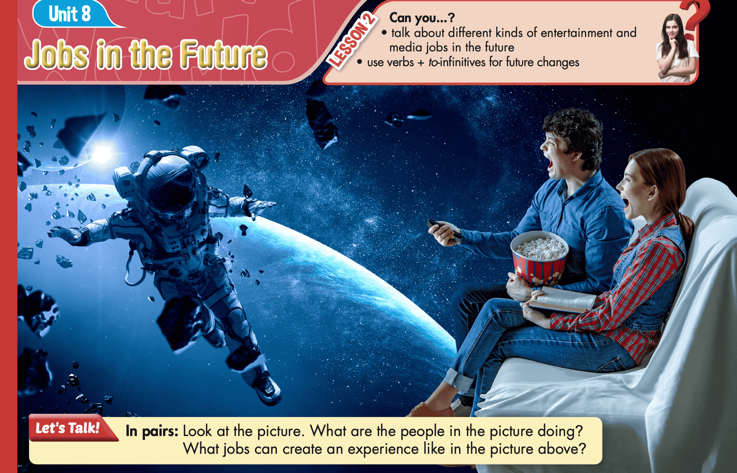 Unit 8
Jobs in the Future
LESSON 2
Can you...?
• talk about different kinds of entertainment and
media jobs in the future
• use verbs + to-infinitives for future changes
?
Let's Talk!
In pairs: Look at the picture. What are the people in the picture doing?
What jobs can create an experience like in the picture above?